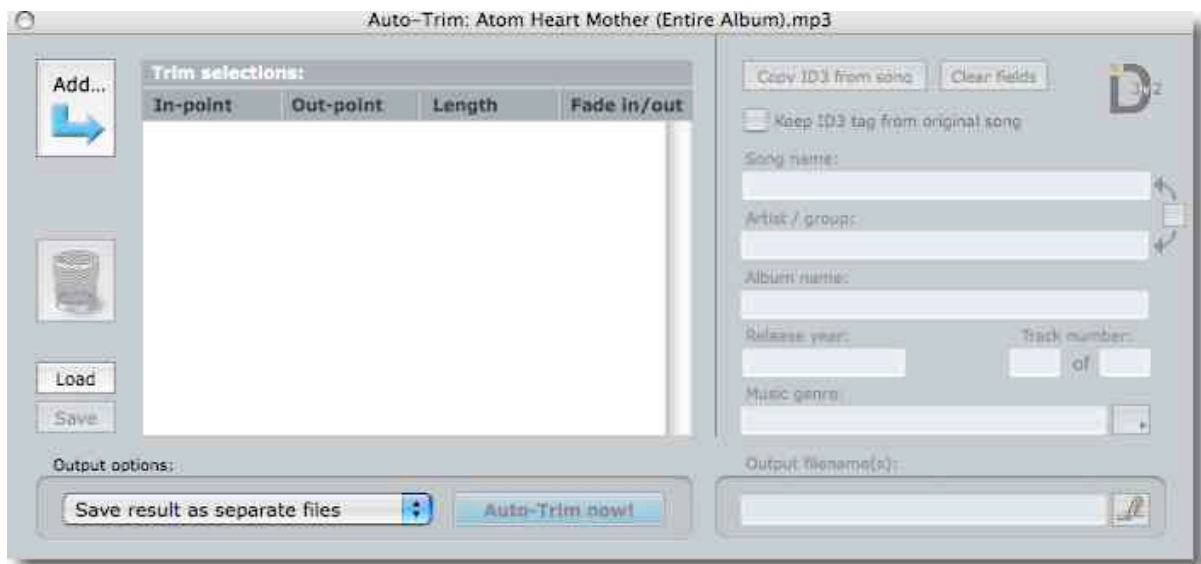 Auto-Trim: Atom Heart Mother (Entire Album).mp3
Add...
Trim selections:
In-point Out-point Length Fade in/out
Load
Save
Output options:
Save result as separate files
Auto-Trim now!
Copy ID3 from song Clear fields
Keep ID3 tag from original song
Song name:
Artist / group:
Album name:
Release year: Track number:
of
Music genre:
Output filename(s):